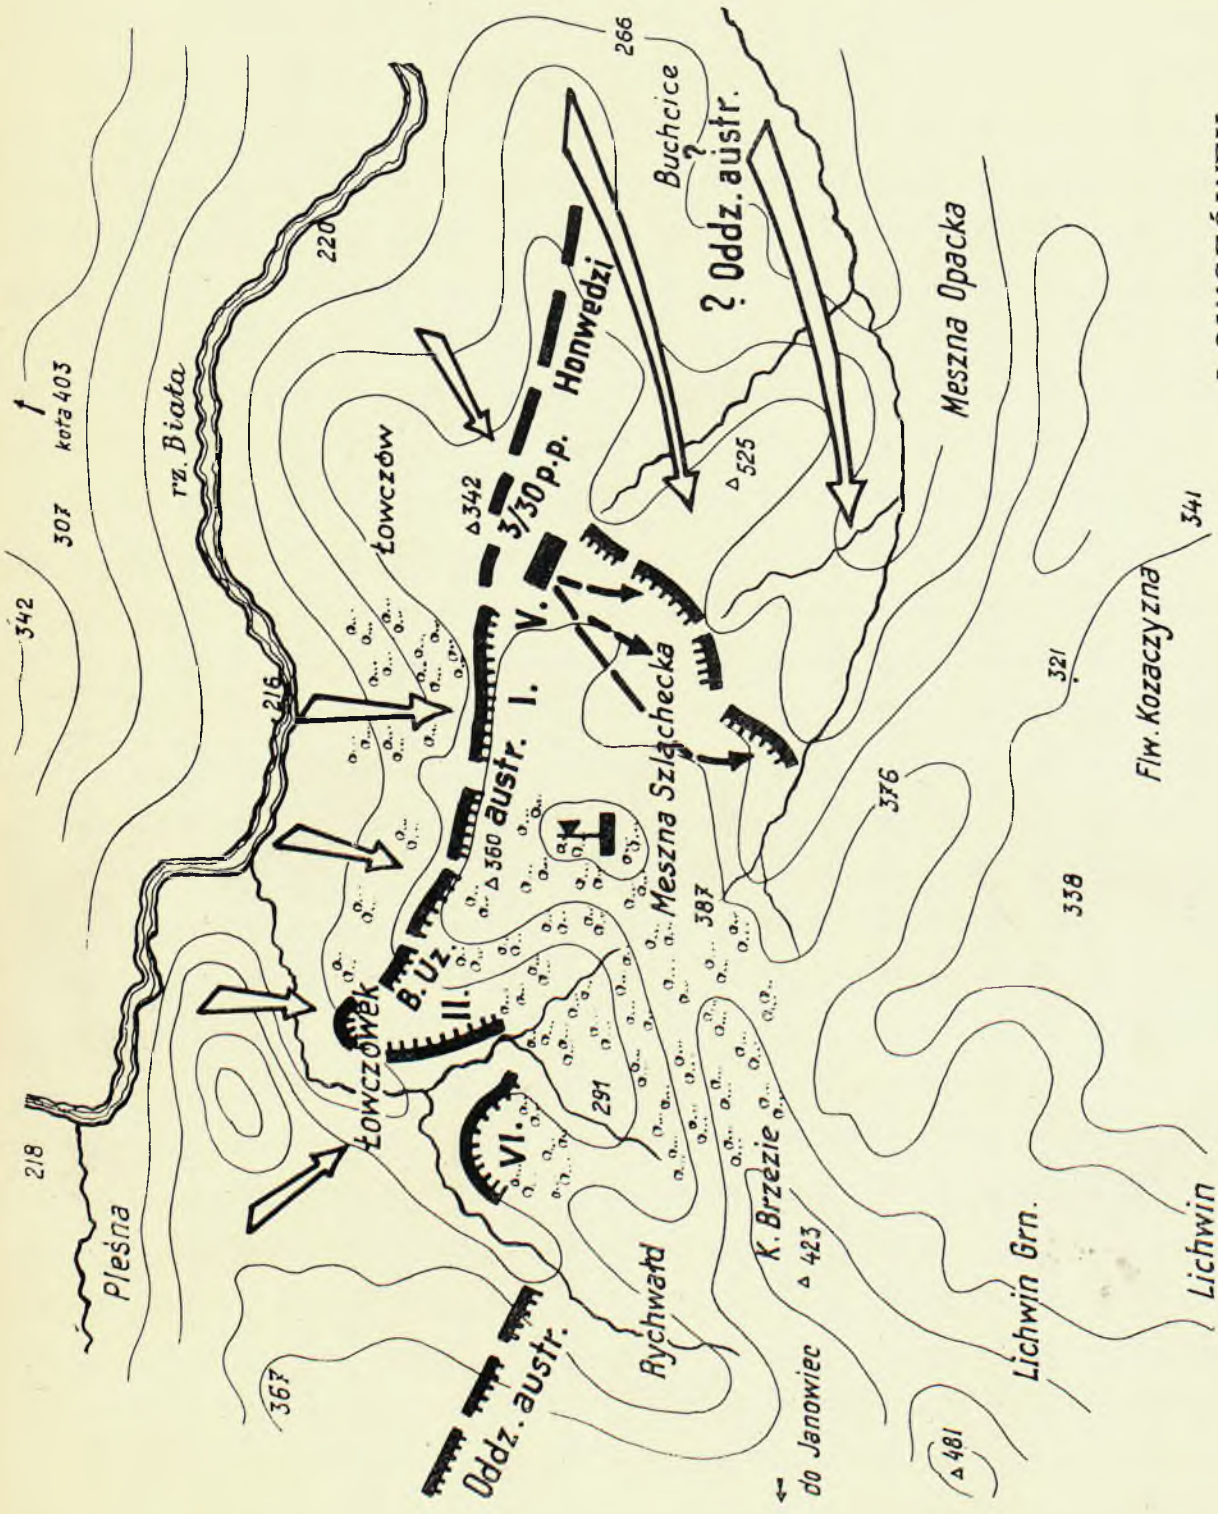 218
Pleśna
367
Oddz. austr.
Łowczówek
VI.
291
Rychwałd
do Janowiec
K. Brzezie
△ 423
△ 481
Lichwin Grn.
Lichwin
342
307
kota 403
rz. Biała
216
220
266
Łowczów
△ 342
3/30 p.p.
Honwedzi
Buchcice
?
? Oddz. austr.
B. Uz.
II.
△ 360
austr. I. V.
Meszna Szlachecka
387
△ 525
Meszna Opacka
376
338
321
341
Flw. Kozaczyzna